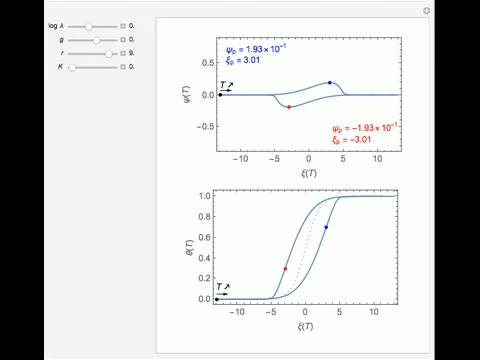 log λ 0.
g 0.
r 9.
K 0.
ψp = 1.93×10⁻¹
ξp = 3.01
0.5
T ↗
ψ(T)
0.0
ψp = −1.93×10⁻¹
−0.5
ξp = −3.01
−10 −5 0 5 10
ξ(T)
1.0
0.8
0.6
θ(T)
0.4
0.2
T ↗
0.0
−10 −5 0 5 10
ξ(T)